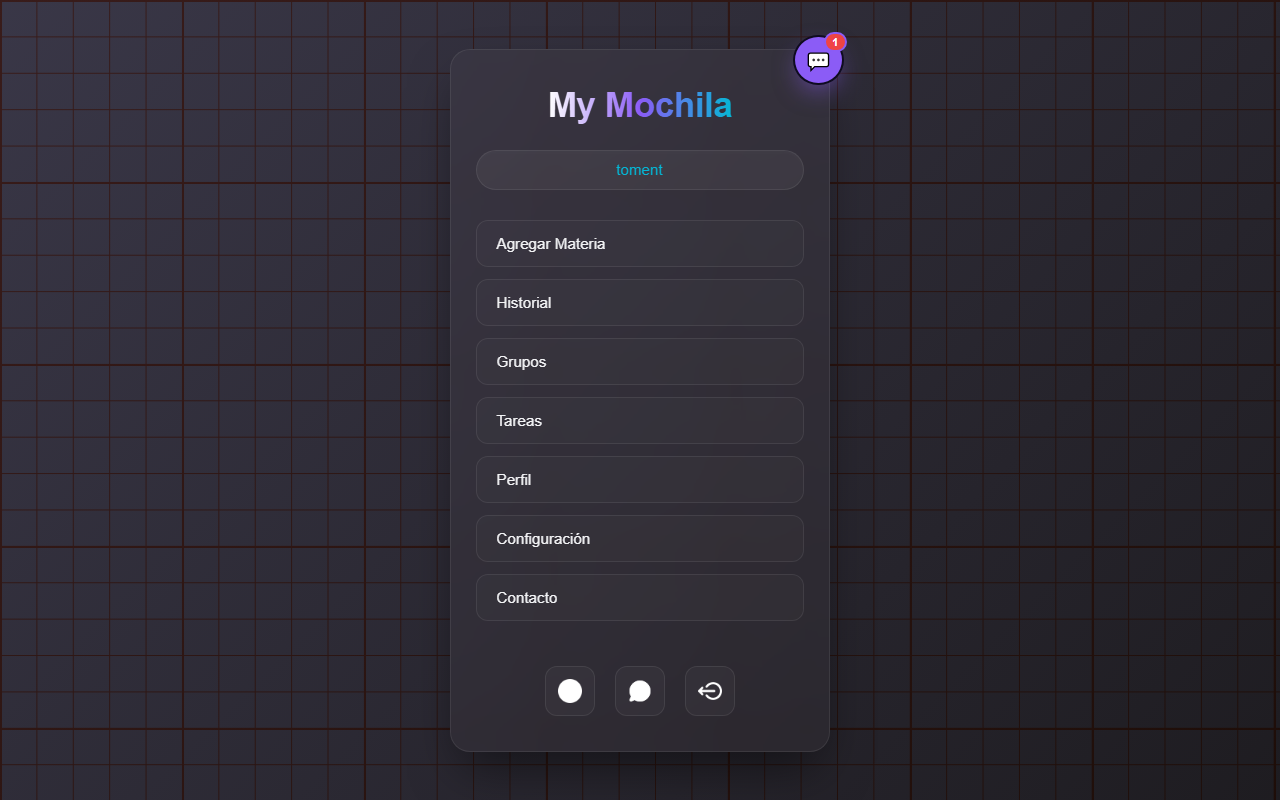 1
My Mochila
toment
Agregar Materia
Historial
Grupos
Tareas
Perfil
Configuración
Contacto